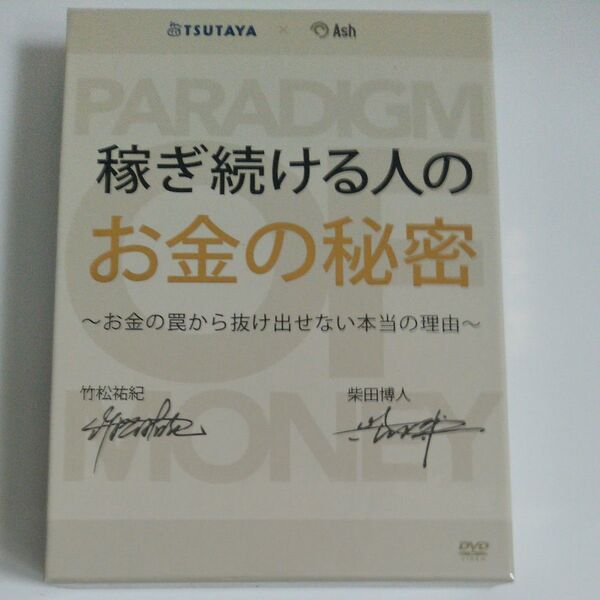 TSUTAYA × Ash
PARADIGM
稼ぎ続ける人の
OF
お金の秘密
～お金の罠から抜け出せない本当の理由～
竹松祐紀 柴田博人
MONEY
DVD
VIDEO